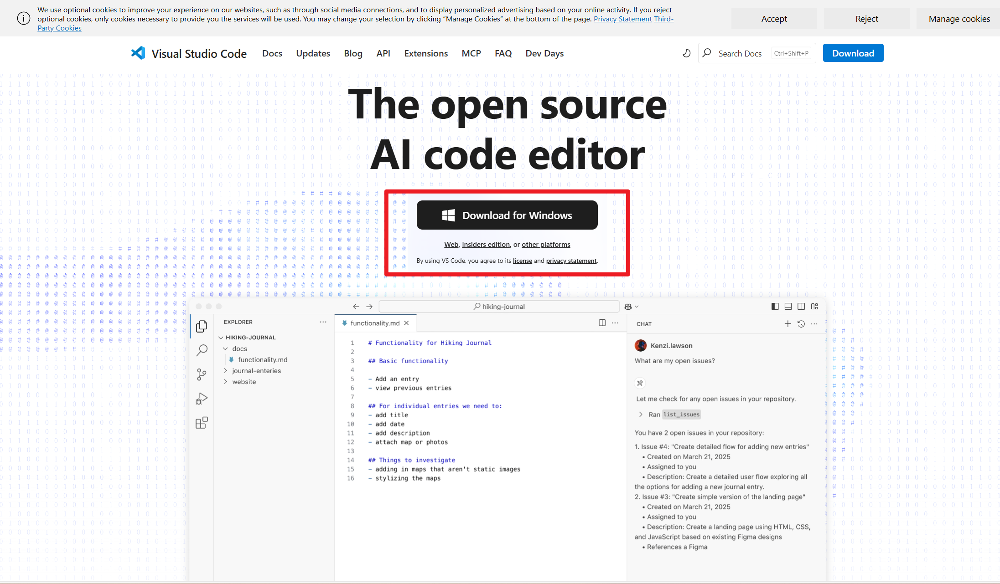 We use optional cookies to improve your experience on our websites, such as through social media connections, and to display personalized advertising based on your online activity. If you reject
optional cookies, only cookies necessary to provide you the services will be used. You may change your selection by clicking “Manage Cookies” at the bottom of the page. Privacy Statement Third-
Party Cookies
Accept
Reject
Manage cookies
Visual Studio Code
Docs
Updates
Blog
API
Extensions
MCP
FAQ
Dev Days
Search Docs
Ctrl+Shift+P
Download
The open source
AI code editor
HAPPY_CODING!
Download for Windows
Web, Insiders edition, or other platforms
By using VS Code, you agree to its license and privacy statement.
hiking-journal
EXPLORER
HIKING-JOURNAL
docs
functionality.md
journal-enteries
website
functionality.md
1 # Functionality for Hiking Journal
2
3 ## Basic functionality
4
5 - Add an entry
6 - view previous entries
7
8 ## For individual entries we need to:
9 - add title
10 - add date
11 - add description
12 - attach map or photos
13
14 ## Things to investigate
15 - adding in maps that aren't static images
16 - stylizing the maps
CHAT
Kenzi.lawson
What are my open issues?
Let me check for any open issues in your repository.
Ran list_issues
You have 2 open issues in your repository:
1. Issue #4: "Create detailed flow for adding new entries"
• Created on March 21, 2025
• Assigned to you
• Description: Create a detailed user flow exploring all
the options for adding a new journal entry.
2. Issue #3: "Create simple version of the landing page"
• Created on March 21, 2025
• Assigned to you
• Description: Create a landing page using HTML, CSS,
and JavaScript based on existing Figma designs
• References a Figma